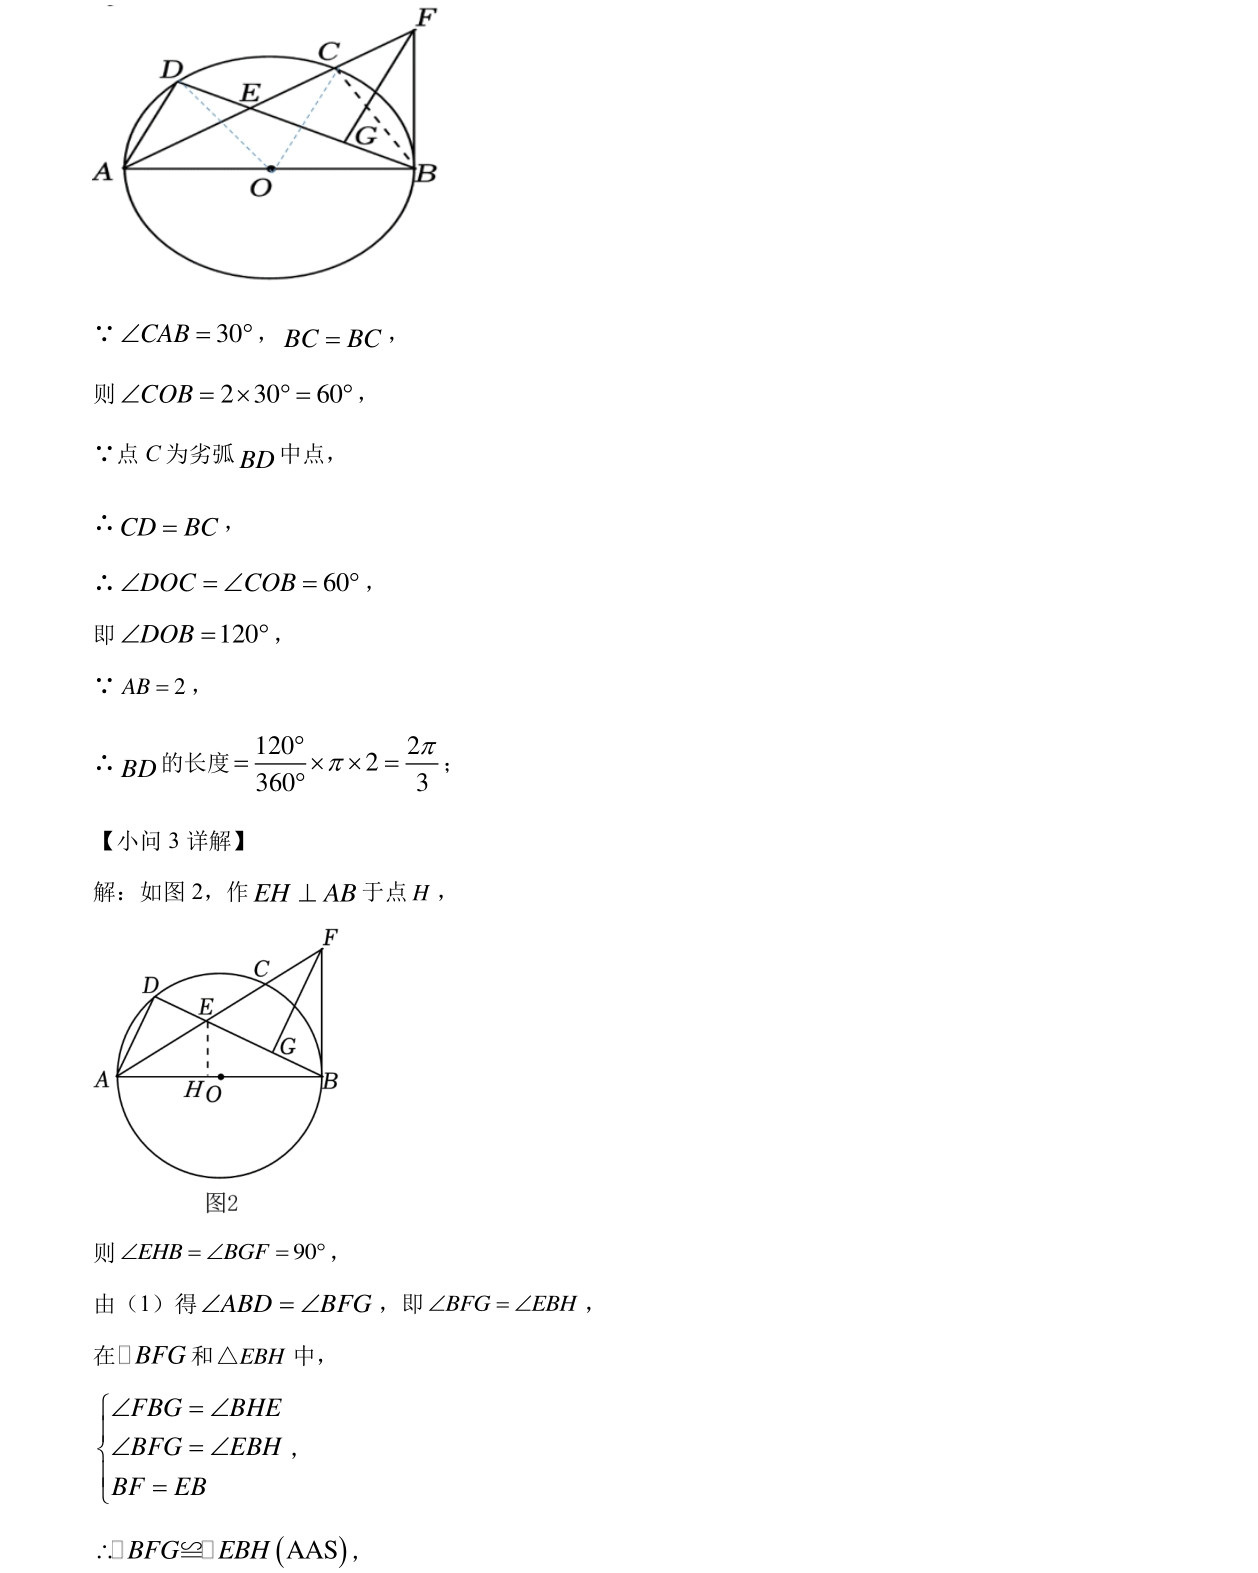 F
C
D
E
G
A
B
O
∵ ∠CAB = 30°，BC = BC，
则 ∠COB = 2×30° = 60°，
∵点 C 为劣弧 BD 中点，
∴ CD = BC，
∴ ∠DOC = ∠COB = 60°，
即 ∠DOB = 120°，
∵ AB = 2，
∴ BD 的长度 = 120°/360° × π × 2 = 2π/3；
【小问 3 详解】
解：如图 2，作 EH ⊥ AB 于点 H，
F
C
D
E
G
A
H O
B
图2
则 ∠EHB = ∠BGF = 90°，
由（1）得 ∠ABD = ∠BFG，即 ∠BFG = ∠EBH，
在□BFG 和 △EBH 中，
∠FBG = ∠BHE
∠BFG = ∠EBH，
BF = EB
∴□BFG≌□EBH (AAS)，